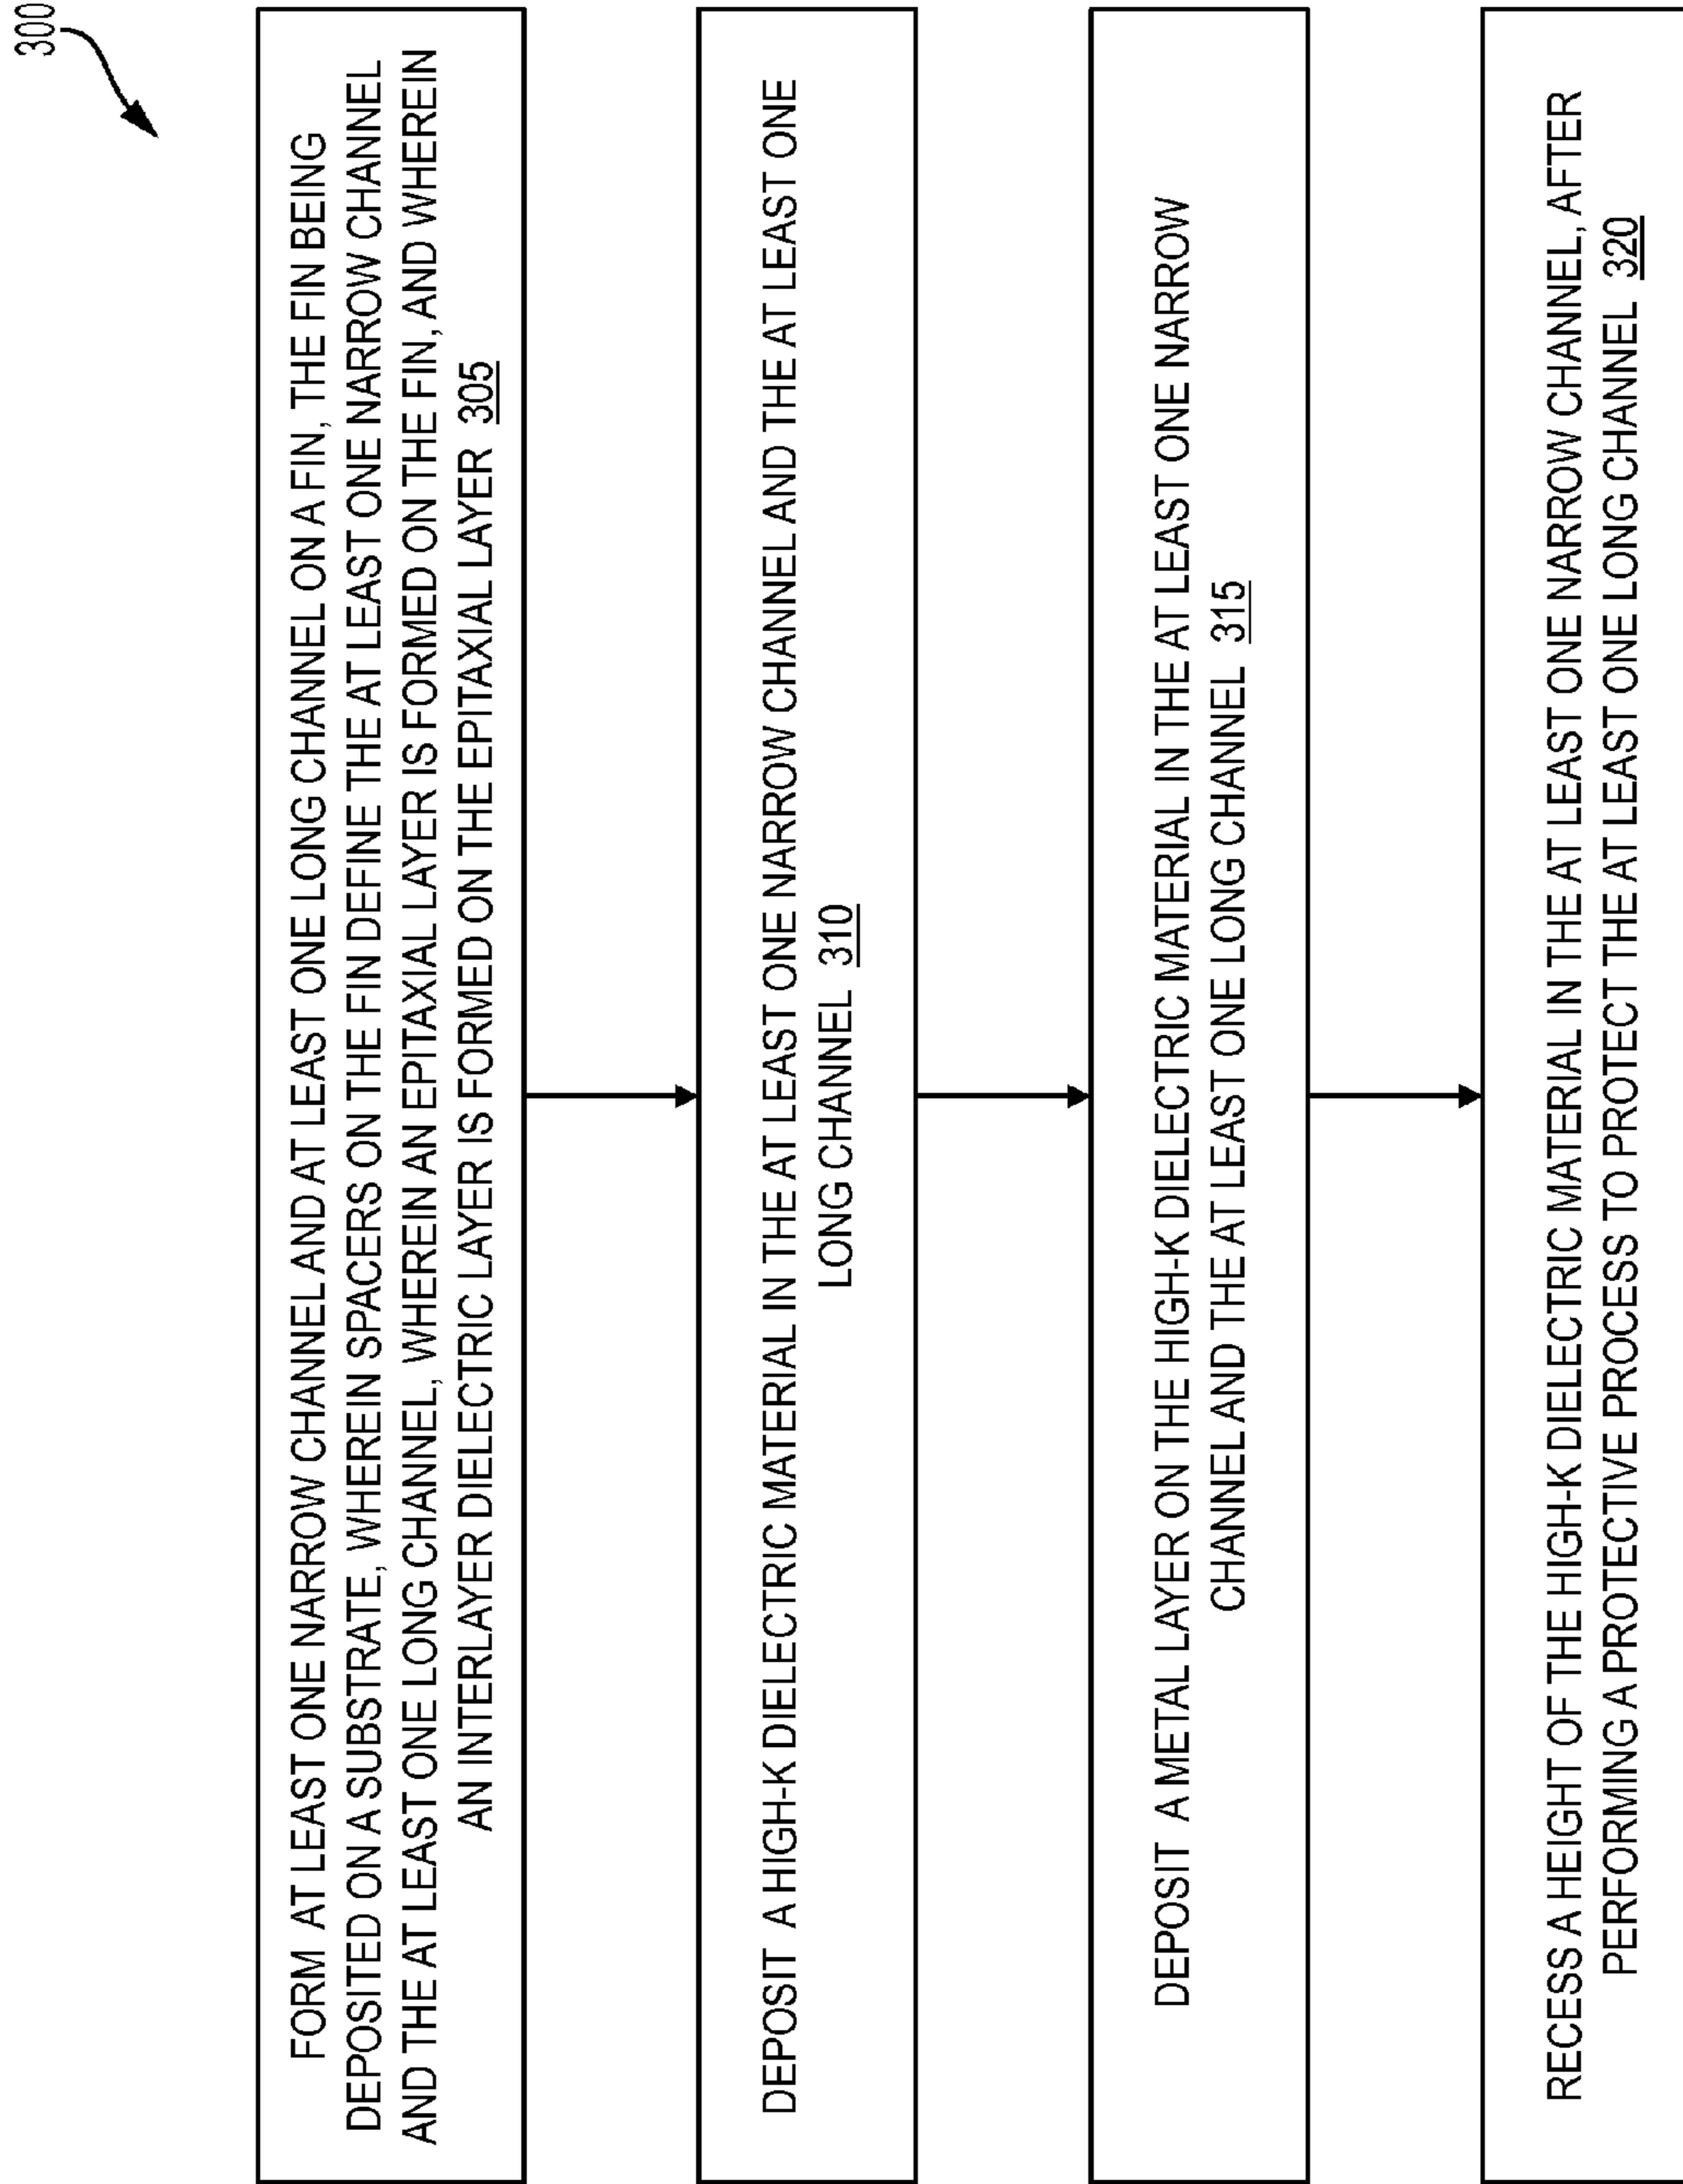 300
FORM AT LEAST ONE NARROW CHANNEL AND AT LEAST ONE LONG CHANNEL ON A FIN, THE FIN BEING
DEPOSITED ON A SUBSTRATE, WHEREIN SPACERS ON THE FIN DEFINE THE AT LEAST ONE NARROW CHANNEL
AND THE AT LEAST ONE LONG CHANNEL, WHEREIN AN EPITAXIAL LAYER IS FORMED ON THE FIN, AND WHEREIN
AN INTERLAYER DIELECTRIC LAYER IS FORMED ON THE EPITAXIAL LAYER 305
DEPOSIT A HIGH-K DIELECTRIC MATERIAL IN THE AT LEAST ONE NARROW CHANNEL AND THE AT LEAST ONE
LONG CHANNEL 310
DEPOSIT A METAL LAYER ON THE HIGH-K DIELECTRIC MATERIAL IN THE AT LEAST ONE NARROW
CHANNEL AND THE AT LEAST ONE LONG CHANNEL 315
RECESS A HEIGHT OF THE HIGH-K DIELECTRIC MATERIAL IN THE AT LEAST ONE NARROW CHANNEL, AFTER
PERFORMING A PROTECTIVE PROCESS TO PROTECT THE AT LEAST ONE LONG CHANNEL 320